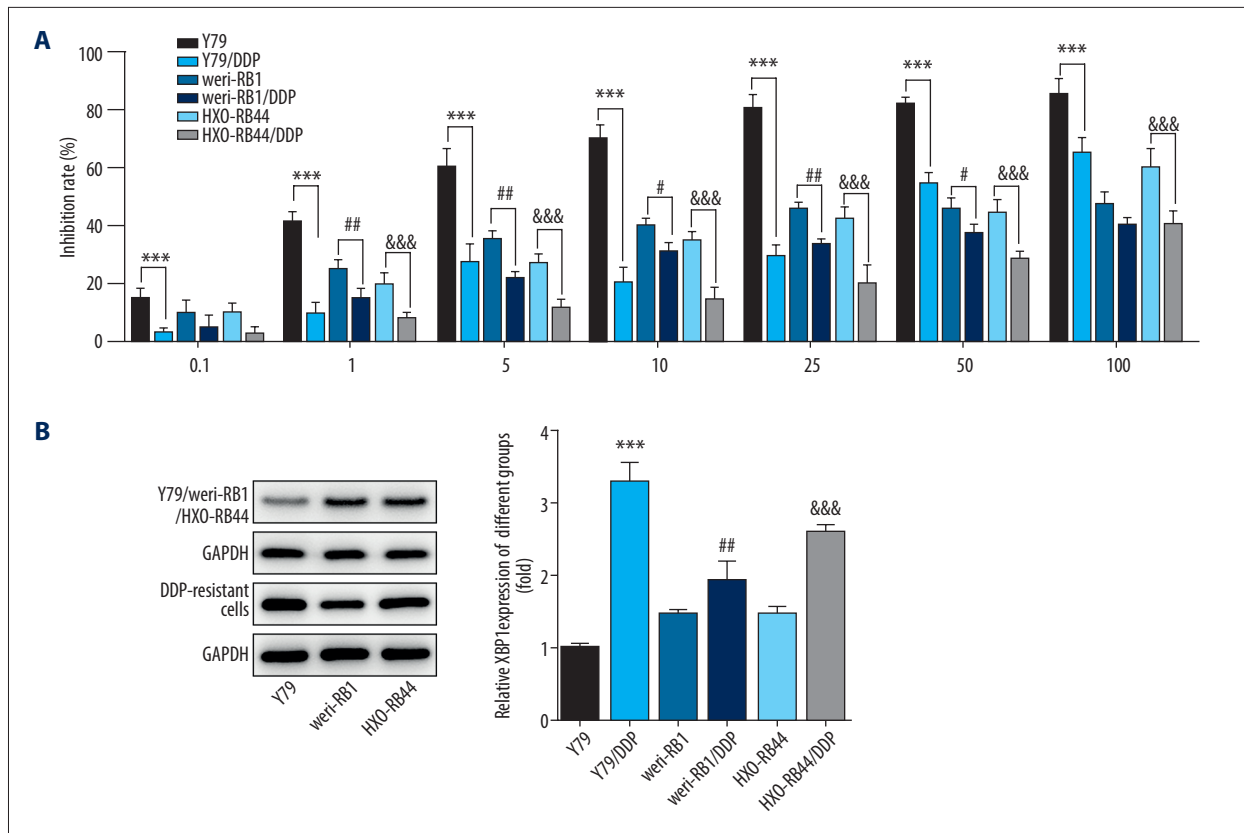 A
Y79
Y79/DDP
weri-RB1
weri-RB1/DDP
HXO-RB44
HXO-RB44/DDP
Inhibition rate (%)
100
80
60
40
20
0
***
***
##
&&&
***
##
&&&
***
#
&&&
***
##
&&&
***
#
&&&
***
&&&
0.1 1 5 10 25 50 100
B
Y79/weri-RB1
/HXO-RB44
GAPDH
DDP-resistant
cells
GAPDH
Y79 weri-RB1 HXO-RB44
Relative XBP1expression of different groups
(fold)
4
3
2
1
0
***
##
&&&
Y79 Y79/DDP weri-RB1 weri-RB1/DDP HXO-RB44 HXO-RB44/DDP